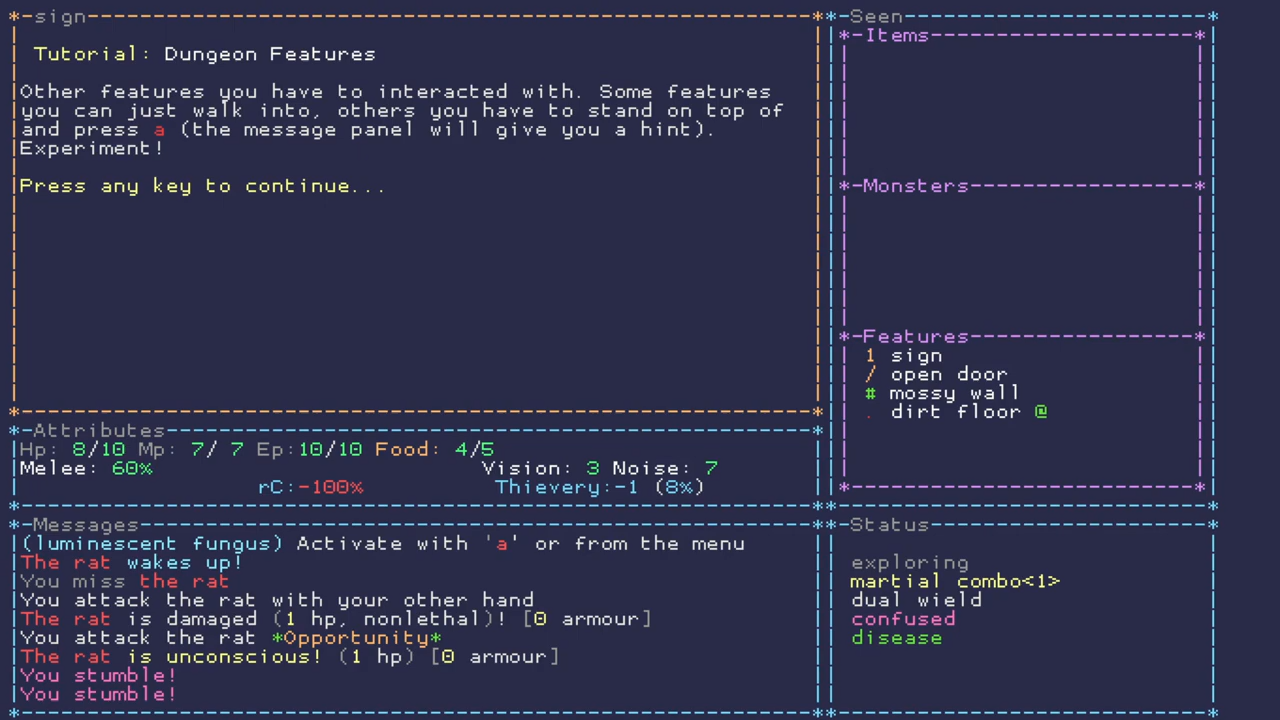 sign
Tutorial: Dungeon Features
Other features you have to interacted with. Some features
you can just walk into, others you have to stand on top of
and press a (the message panel will give you a hint).
Experiment!
Press any key to continue...
Attributes
Hp: 8/10 Mp: 7/ 7 Ep:10/10 Food: 4/5
Melee: 60% Vision: 3 Noise: 7
rC:-100% Thievery:-1 (8%)
Messages
(luminescent fungus) Activate with 'a' or from the menu
The rat wakes up!
You miss the rat
You attack the rat with your other hand
The rat is damaged (1 hp, nonlethal)! [0 armour]
You attack the rat *Opportunity*
The rat is unconscious! (1 hp) [0 armour]
You stumble!
You stumble!
Seen
Items
Monsters
Features
1 sign
/ open door
# mossy wall
. dirt floor @
Status
exploring
martial combo<1>
dual wield
confused
disease